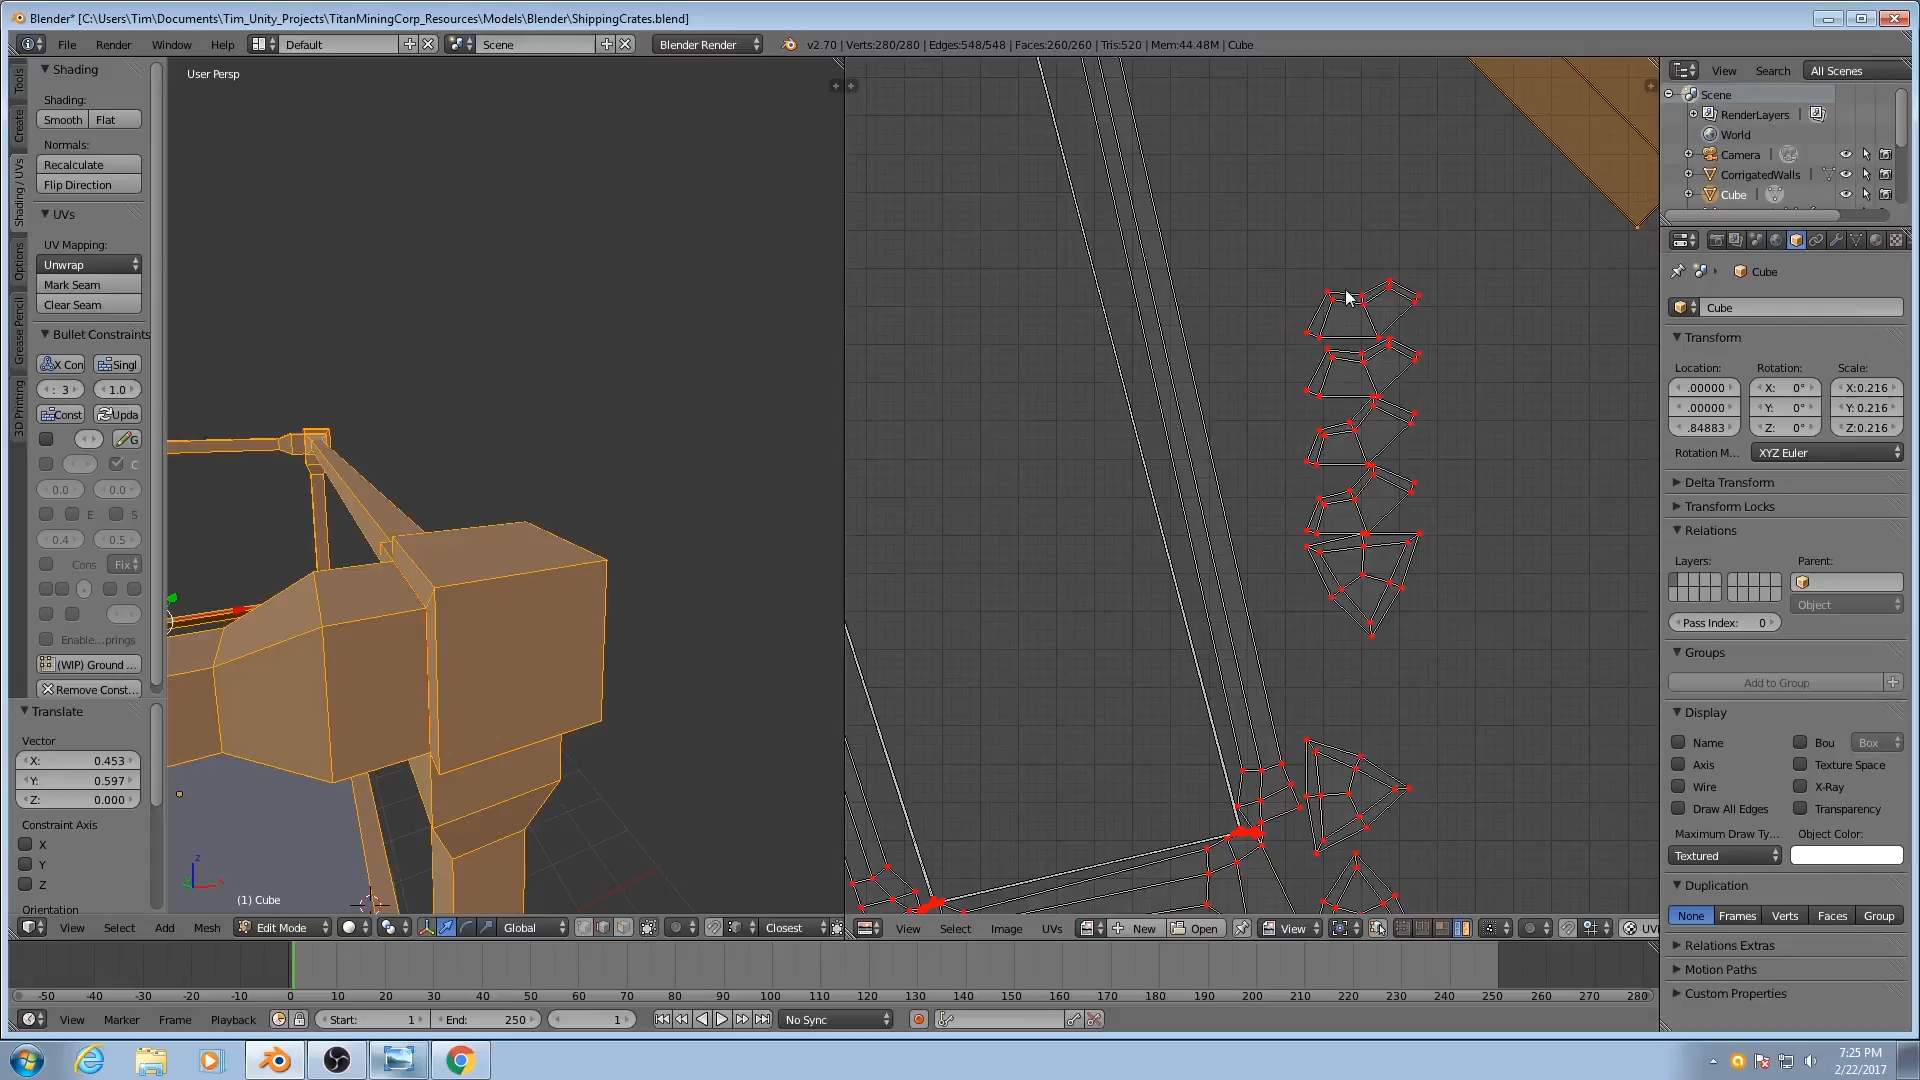 Blender* [C:\Users\Tim\Documents\Tim_Unity_Projects\TitanMiningCorp_Resources\Models\Blender\ShippingCrates.blend]
File Render Window Help Default Scene Blender Render v2.70 | Verts:280/280 | Edges:548/548 | Faces:260/260 | Tris:520 | Mem:44.48M | Cube
Tools
Create
Shading / UVs
Options
Grease Pencil
3D Printing
Shading
Shading:
Smooth Flat
Normals:
Recalculate
Flip Direction
UVs
UV Mapping:
Unwrap
Mark Seam
Clear Seam
Bullet Constraints
X Con Singl
: 3 1.0
Const Upda
G
C
0.0 0.0
E S
0.4 0.5
Cons Fix
Enable...prings
(WIP) Ground ...
Remove Const...
Translate
Vector
X: 0.453
Y: 0.597
Z: 0.000
Constraint Axis
X
Y
Z
Orientation
User Persp
z
(1) Cube
View Select Add Mesh Edit Mode Global Closest
View Select Image UVs New Open View UV
View Search All Scenes
Scene
RenderLayers
World
Camera
CorrigatedWalls
Cube
Cube
Cube
Transform
Location: Rotation: Scale:
.00000 X: 0° X:0.216
.00000 Y: 0° Y: 0.216
.84883 Z: 0° Z:0.216
Rotation M... XYZ Euler
Delta Transform
Transform Locks
Relations
Layers: Parent:
Object
Pass Index: 0
Groups
Add to Group
Display
Name Bou Box
Axis Texture Space
Wire X-Ray
Draw All Edges Transparency
Maximum Draw Ty... Object Color:
Textured
Duplication
None Frames Verts Faces Group
Relations Extras
Motion Paths
Custom Properties
-50 -40 -30 -20 -10 0 10 20 30 40 50 60 70 80 90 100 110 120 130 140 150 160 170 180 190 200 210 220 230 240 250 260 270 280
View Marker Frame Playback Start: 1 End: 250 1 No Sync
7:25 PM
2/22/2017